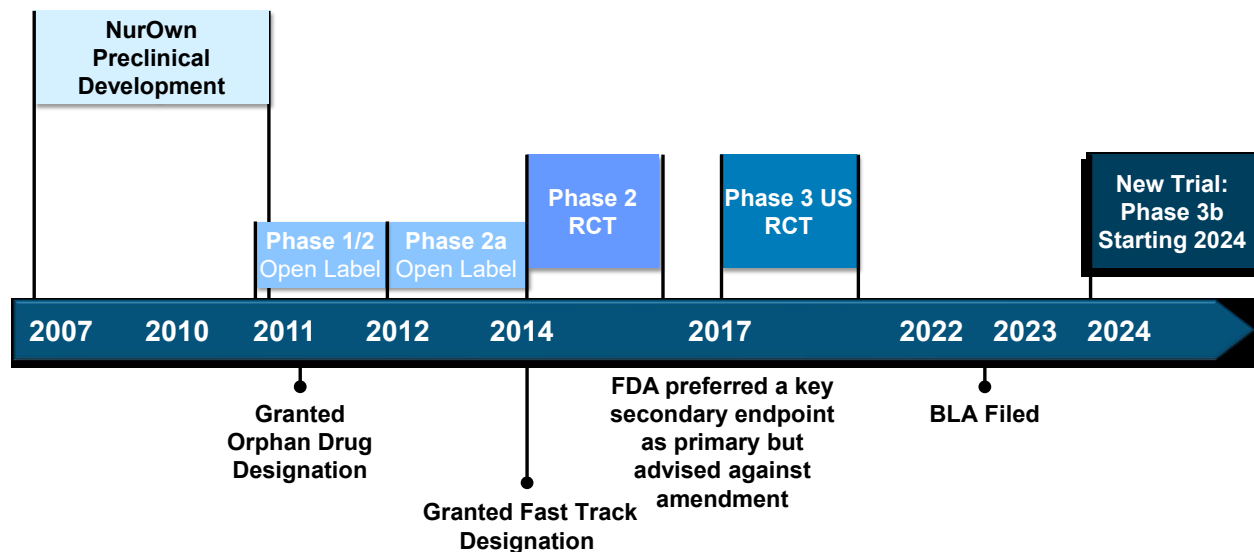 NurOwn
Preclinical
Development
Phase 1/2
Open Label
Phase 2a
Open Label
Phase 2
RCT
Phase 3 US
RCT
New Trial:
Phase 3b
Starting 2024
2007 2010 2011 2012 2014 2017 2022 2023 2024
Granted
Orphan Drug
Designation
Granted Fast Track
Designation
FDA preferred a key
secondary endpoint
as primary but
advised against
amendment
BLA Filed